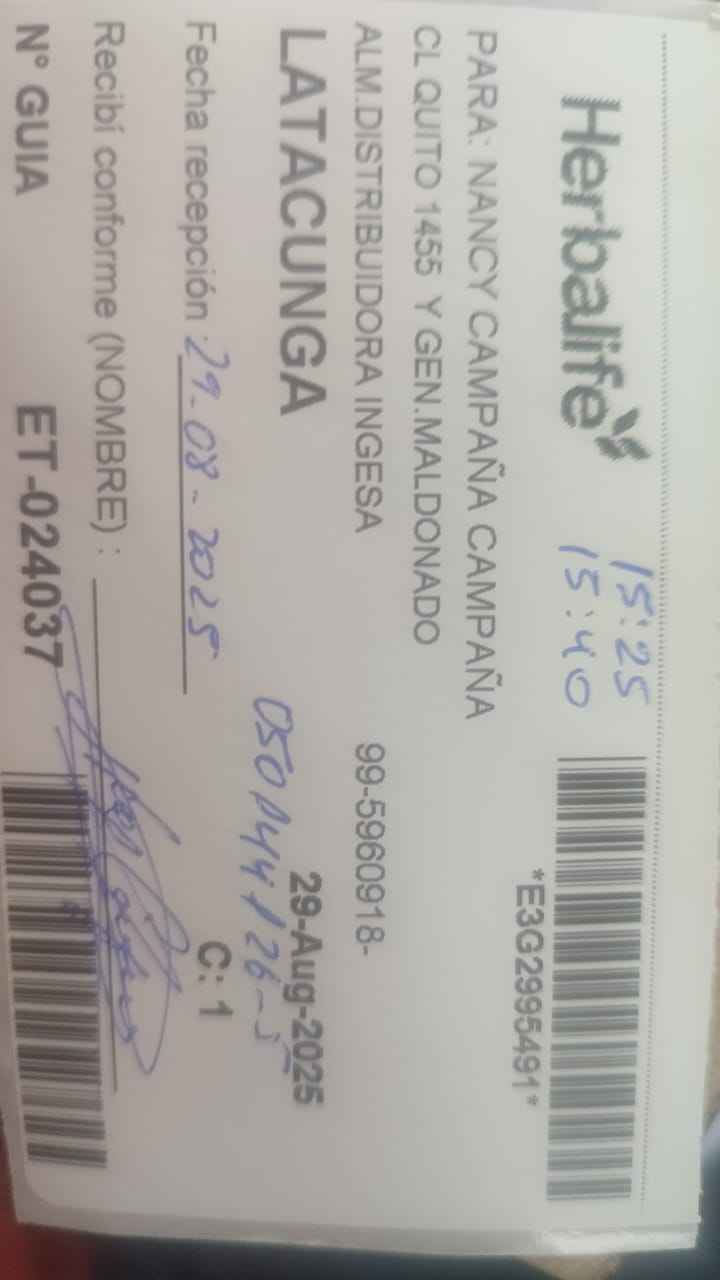 Herbalife
15:25
15:40
*E3G2995491*
PARA: NANCY CAMPAÑA CAMPAÑA
CL QUITO 1455 Y GEN.MALDONADO
ALM.DISTRIBUIDORA INGESA 99-5960918-
LATACUNGA 29-Aug-2025
Fecha recepción : 29-08-2025 C: 1
Recibí conforme (NOMBRE) :
N° GUIA ET-024037